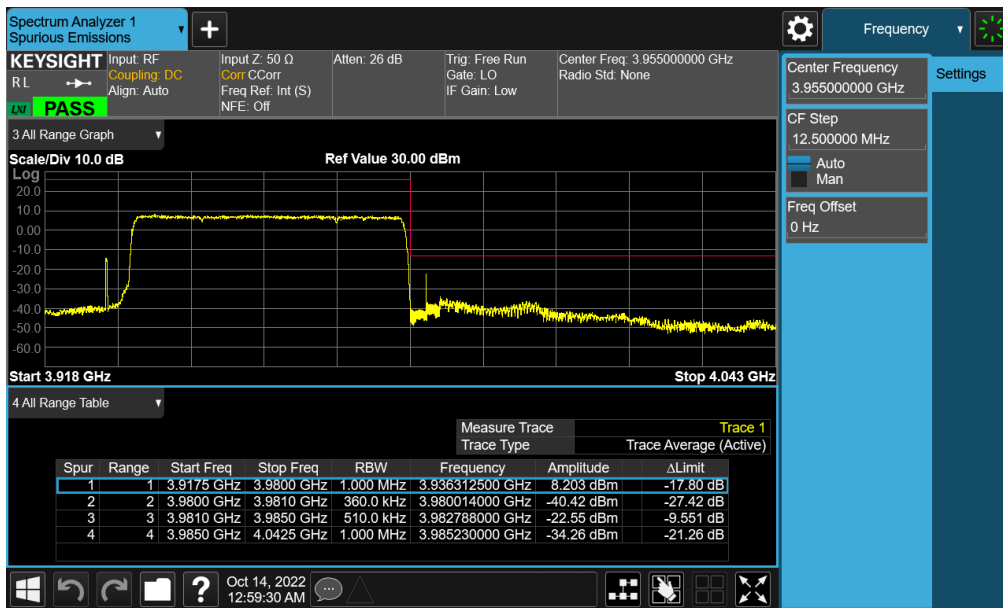 Spectrum Analyzer 1
Spurious Emissions
Frequency
KEYSIGHT
R L
LXI
PASS
Input: RF
Coupling: DC
Align: Auto
Input Z: 50 Ω
Corr CCorr
Freq Ref: Int (S)
NFE: Off
Atten: 26 dB
Trig: Free Run
Gate: LO
IF Gain: Low
Center Freq: 3.955000000 GHz
Radio Std: None
3 All Range Graph
Scale/Div 10.0 dB
Ref Value 30.00 dBm
Log
20.0
10.0
0.00
-10.0
-20.0
-30.0
-40.0
-50.0
-60.0
Start 3.918 GHz
Stop 4.043 GHz
4 All Range Table
Measure Trace Trace 1
Trace Type Trace Average (Active)
Spur Range Start Freq Stop Freq RBW Frequency Amplitude ΔLimit
1 1 3.9175 GHz 3.9800 GHz 1.000 MHz 3.936312500 GHz 8.203 dBm -17.80 dB
2 2 3.9800 GHz 3.9810 GHz 360.0 kHz 3.980014000 GHz -40.42 dBm -27.42 dB
3 3 3.9810 GHz 3.9850 GHz 510.0 kHz 3.982788000 GHz -22.55 dBm -9.551 dB
4 4 3.9850 GHz 4.0425 GHz 1.000 MHz 3.985230000 GHz -34.26 dBm -21.26 dB
Center Frequency
3.955000000 GHz
Settings
CF Step
12.500000 MHz
Auto
Man
Freq Offset
0 Hz
?
Oct 14, 2022
12:59:30 AM